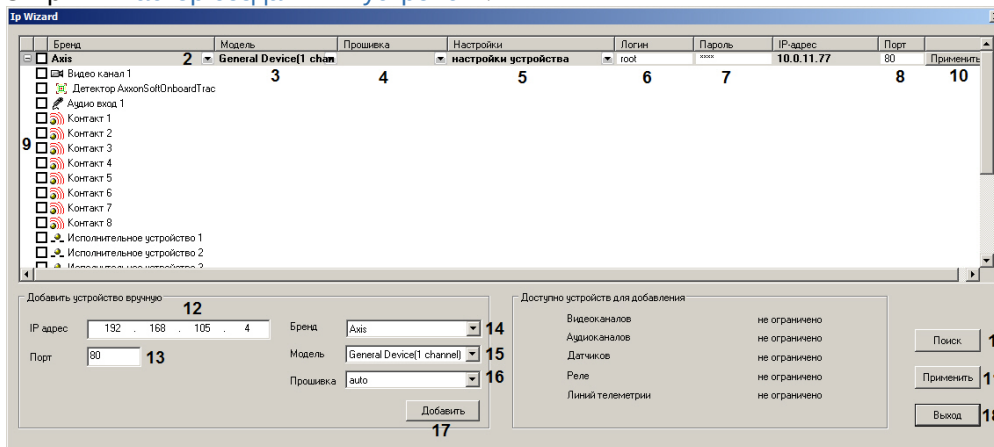 Ip Wizard
Бренд Модель Прошивка Настройки Логин Пароль IP-адрес Порт
Axis 2 General Device(1 chan настройки устройства root **** 10.0.11.77 80 Применить
Видео канал 1 3 4 5 6 7 8 10
Детектор AxxonSoftOnboardTrac
Аудио вход 1
Контакт 1
Контакт 2
9 Контакт 3
Контакт 4
Контакт 5
Контакт 6
Контакт 7
Контакт 8
Исполнительное устройство 1
Исполнительное устройство 2
Добавить устройство вручную
12
IP адрес 192 . 168 . 105 . 4
Порт 80 13
Бренд Axis 14
Модель General Device(1 channel) 15
Прошивка auto 16
Добавить
17
Доступно устройств для добавления
Видеоканалов не ограничено
Аудиоканалов не ограничено
Датчиков не ограничено
Реле не ограничено
Линий телеметрии не ограничено
Поиск
Применить
Выход